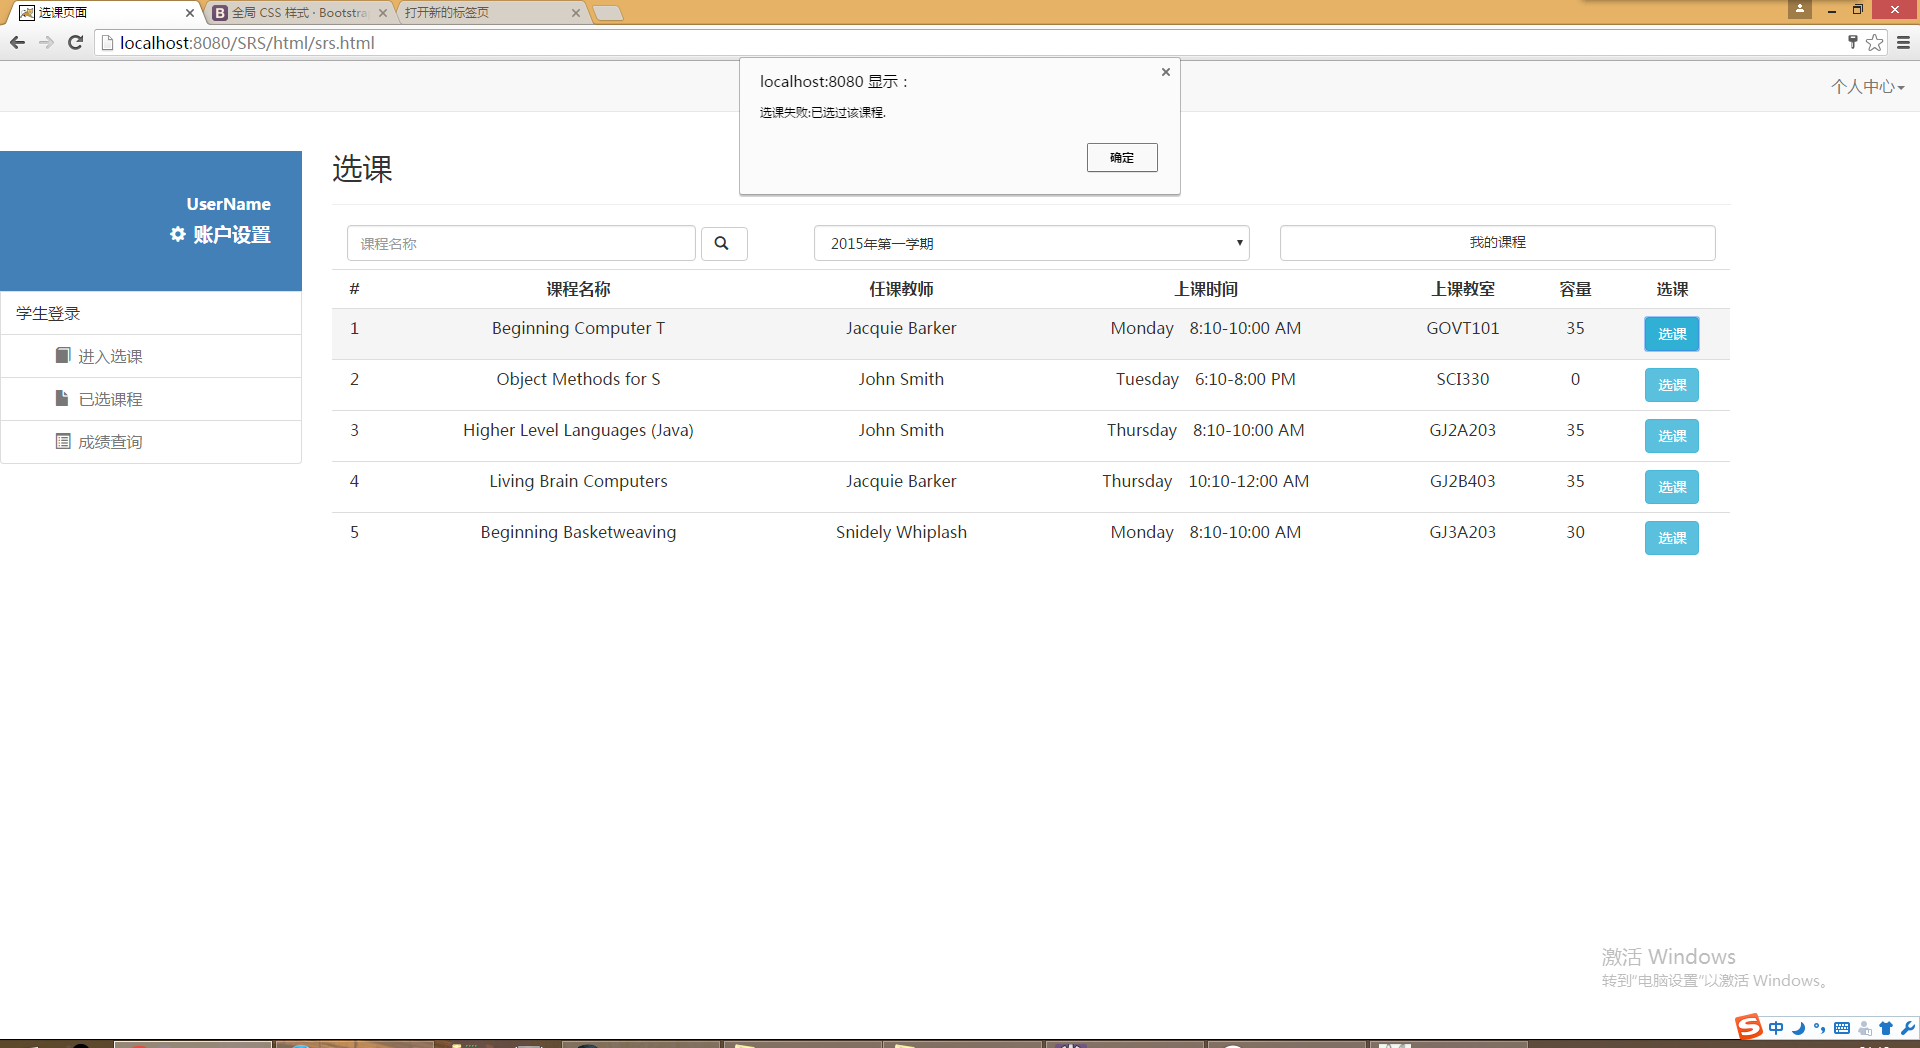 选课页面
全局 CSS 样式 · Bootstra
打开新的标签页
localhost:8080/SRS/html/srs.html
localhost:8080 显示：
选课失败:已选过该课程.
确定
个人中心
UserName
账户设置
学生登录
进入选课
已选课程
成绩查询
选课
课程名称
2015年第一学期
我的课程
# 课程名称 任课教师 上课时间 上课教室 容量 选课
1 Beginning Computer T Jacquie Barker Monday 8:10-10:00 AM GOVT101 35 选课
2 Object Methods for S John Smith Tuesday 6:10-8:00 PM SCI330 0 选课
3 Higher Level Languages (Java) John Smith Thursday 8:10-10:00 AM GJ2A203 35 选课
4 Living Brain Computers Jacquie Barker Thursday 10:10-12:00 AM GJ2B403 35 选课
5 Beginning Basketweaving Snidely Whiplash Monday 8:10-10:00 AM GJ3A203 30 选课
激活 Windows
转到“电脑设置”以激活 Windows。
中